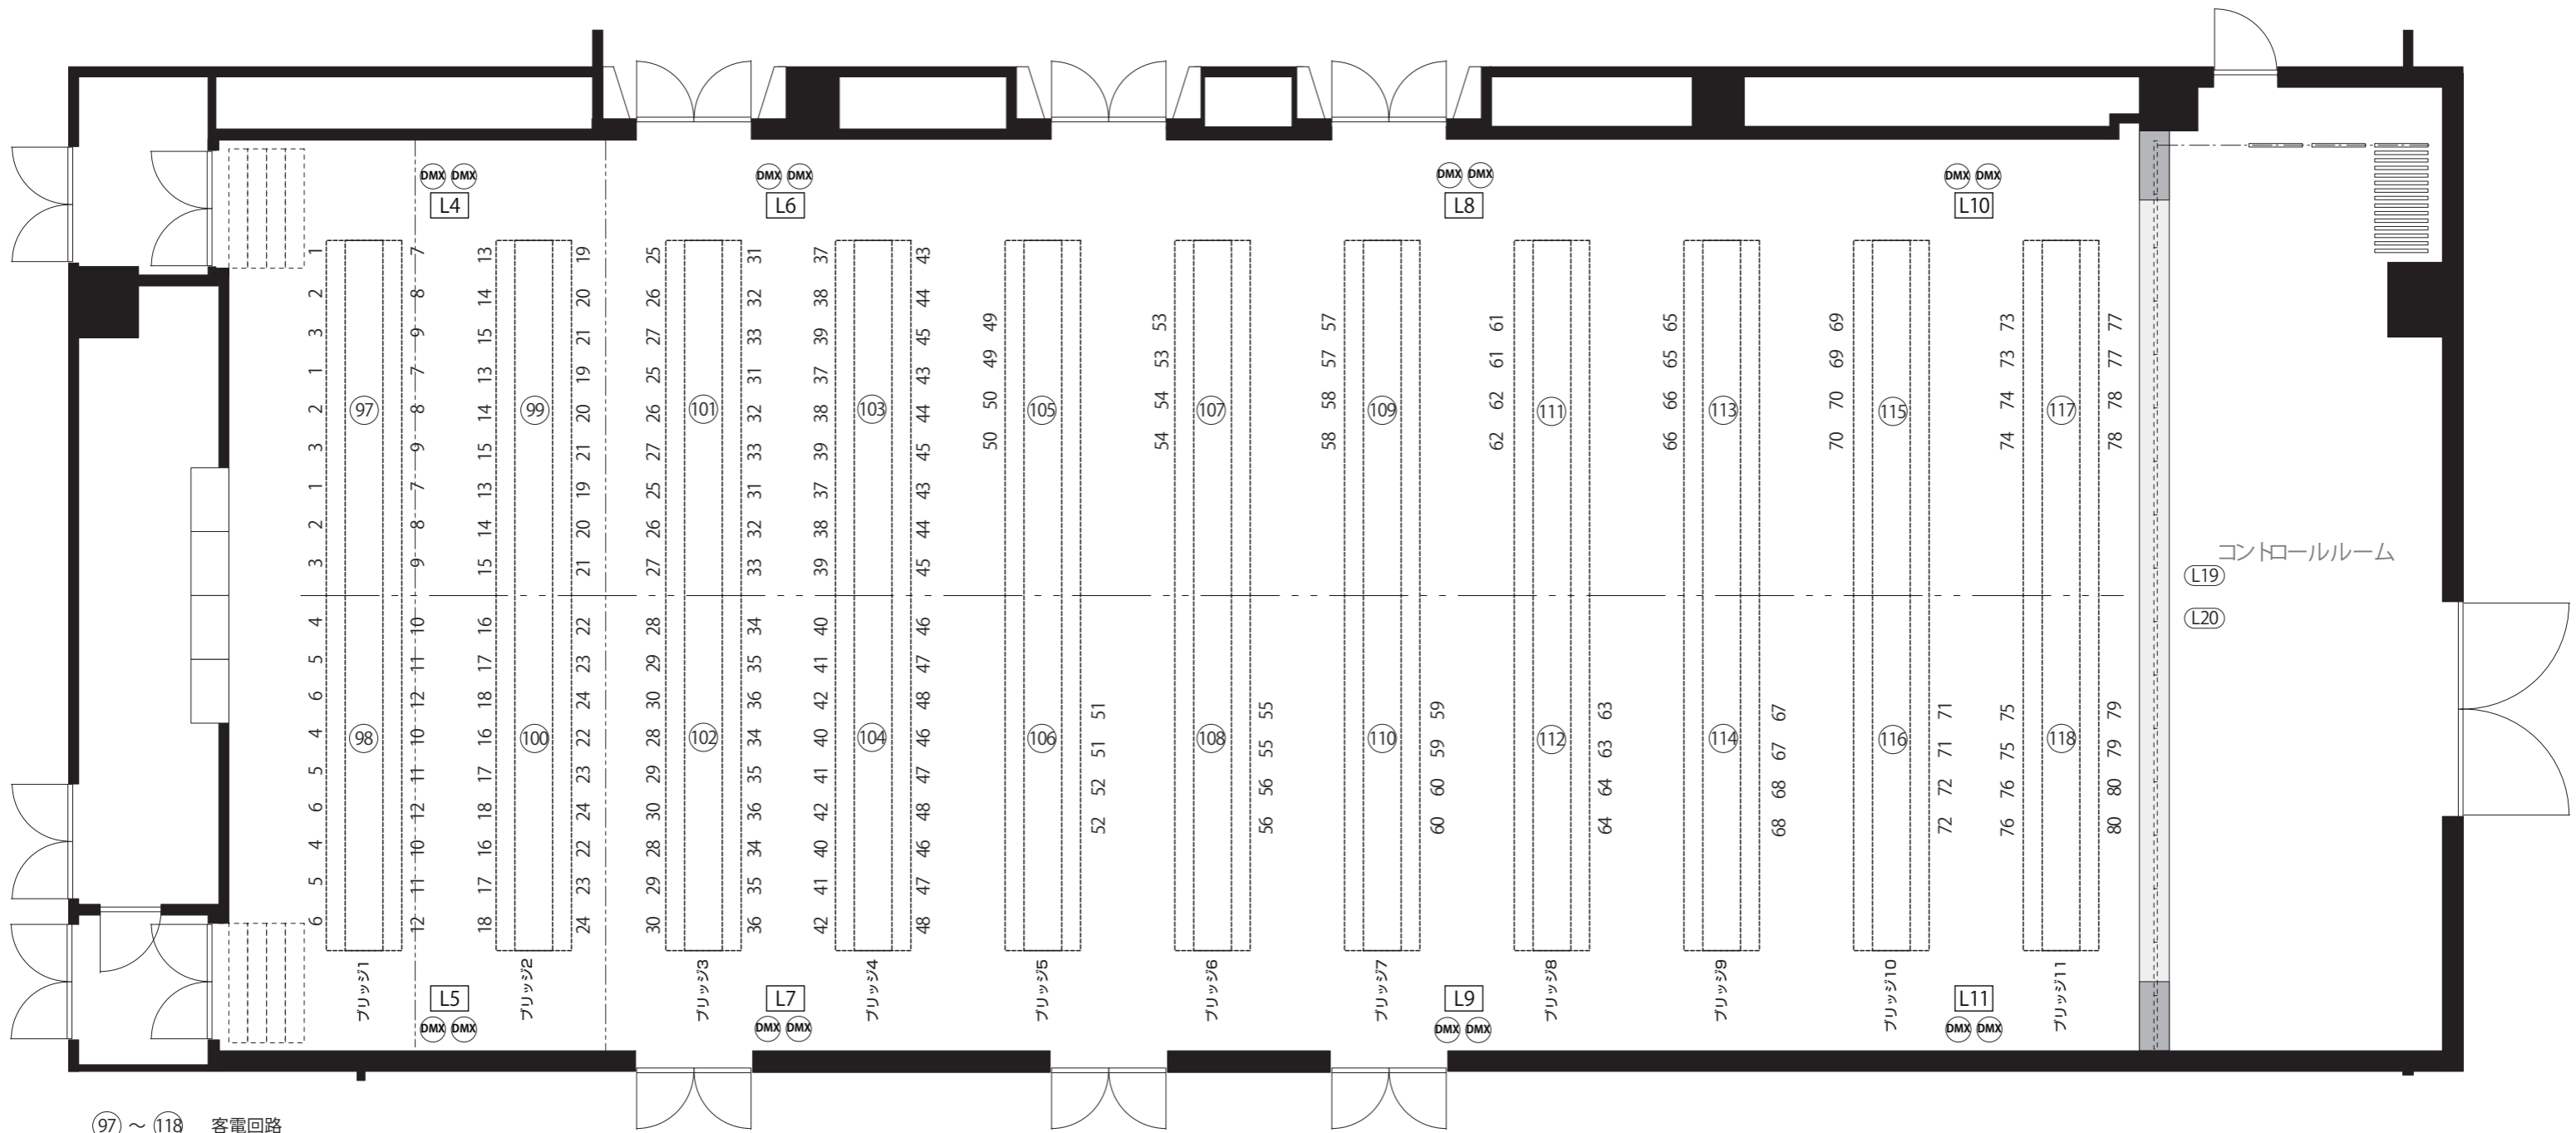 DMX DMX DMX DMX DMX DMX DMX DMX
L4 L6 L8 L10
1 7 13 19 25 31 37 43
2 8 14 20 26 32 38 44
3 9 15 21 27 33 39 45 49 53 57 61 65 69 73 77
1 7 13 19 25 31 37 43 49 53 57 61 65 69 73 77
2 8 14 20 26 32 38 44 50 54 58 62 66 70 74 78
97 99 101 103 105 107 109 111 113 115 117
3 9 15 21 27 33 39 45 50 54 58 62 66 70 74 78
1 7 13 19 25 31 37 43
2 8 14 20 26 32 38 44
3 9 15 21 27 33 39 45
コントロールルーム
L19
L20
4 10 16 22 28 34 40 46
5 11 17 23 29 35 41 47
6 12 18 24 30 36 42 48 51 55 59 63 67 71 75 79
4 10 16 22 28 34 40 46 51 55 59 63 67 71 75 79
98 100 102 104 106 108 110 112 114 116 118
5 11 17 23 29 35 41 47 52 56 60 64 68 72 76 80
6 12 18 24 30 36 42 48 52 56 60 64 68 72 76 80
4 10 16 22 28 34 40 46
5 11 17 23 29 35 41 47
6 12 18 24 30 36 42 48
ブリッジ1 ブリッジ2 ブリッジ3 ブリッジ4 ブリッジ5 ブリッジ6 ブリッジ7 ブリッジ8 ブリッジ9 ブリッジ10 ブリッジ11
L5 L7 L9 L11
DMX DMX DMX DMX DMX DMX DMX DMX
97 ～ 118 客電回路